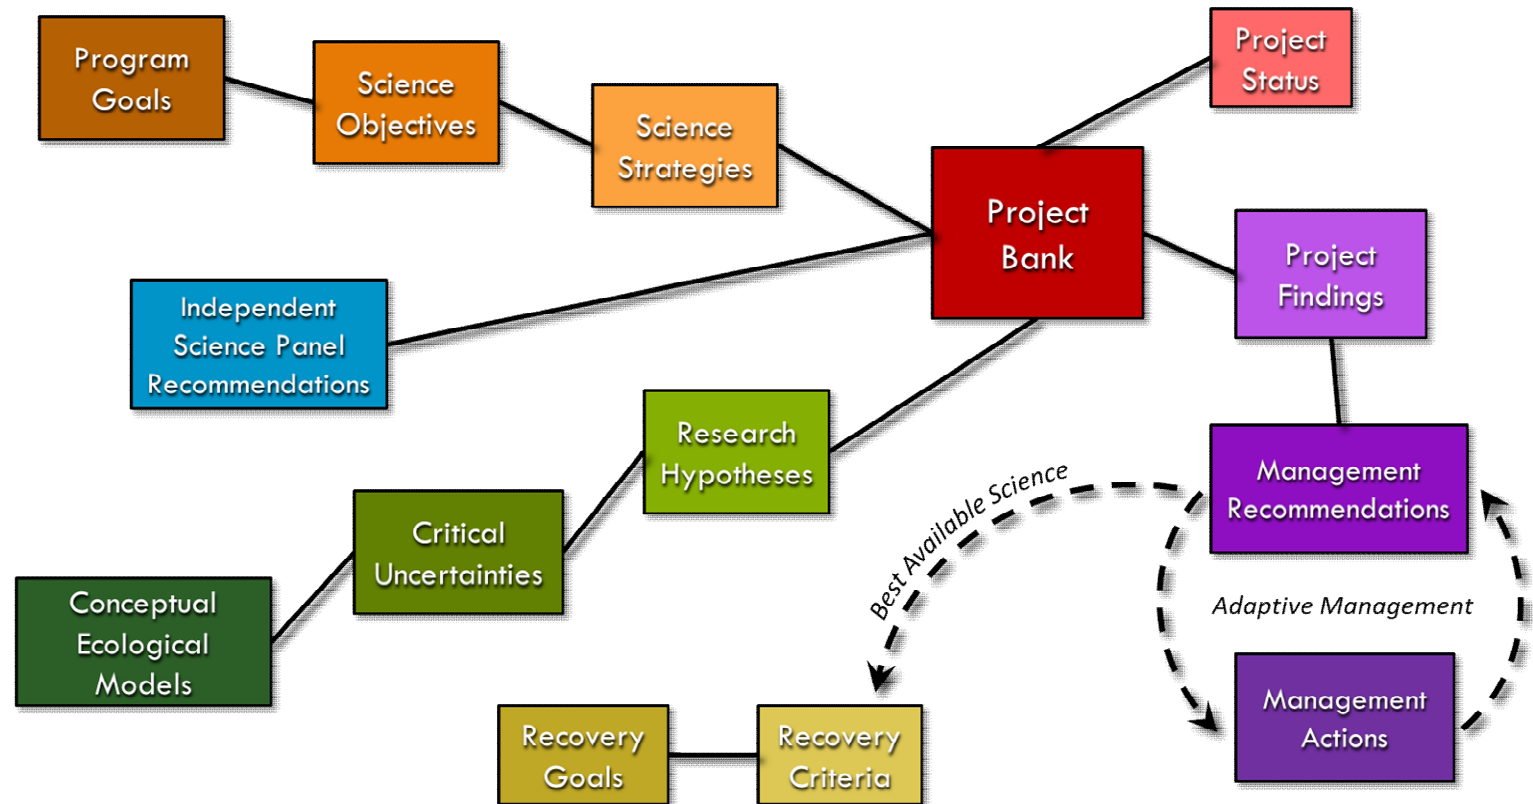 Program
Goals
Science
Objectives
Science
Strategies
Project
Status
Project
Bank
Project
Findings
Independent
Science Panel
Recommendations
Research
Hypotheses
Critical
Uncertainties
Conceptual
Ecological
Models
Management
Recommendations
Best Available Science
Adaptive Management
Management
Actions
Recovery
Goals
Recovery
Criteria